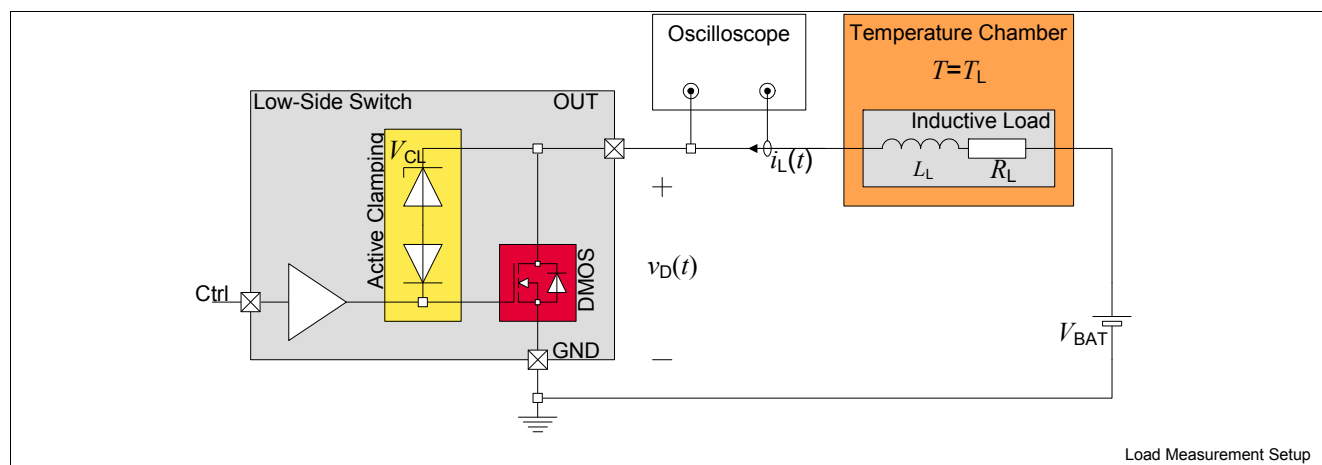 Oscilloscope
Temperature Chamber
T=TL
Low-Side Switch
OUT
Inductive Load
VCL
iL(t)
LL
RL
Active Clamping
+
vD(t)
DMOS
Ctrl
VBAT
GND
−
Load Measurement Setup